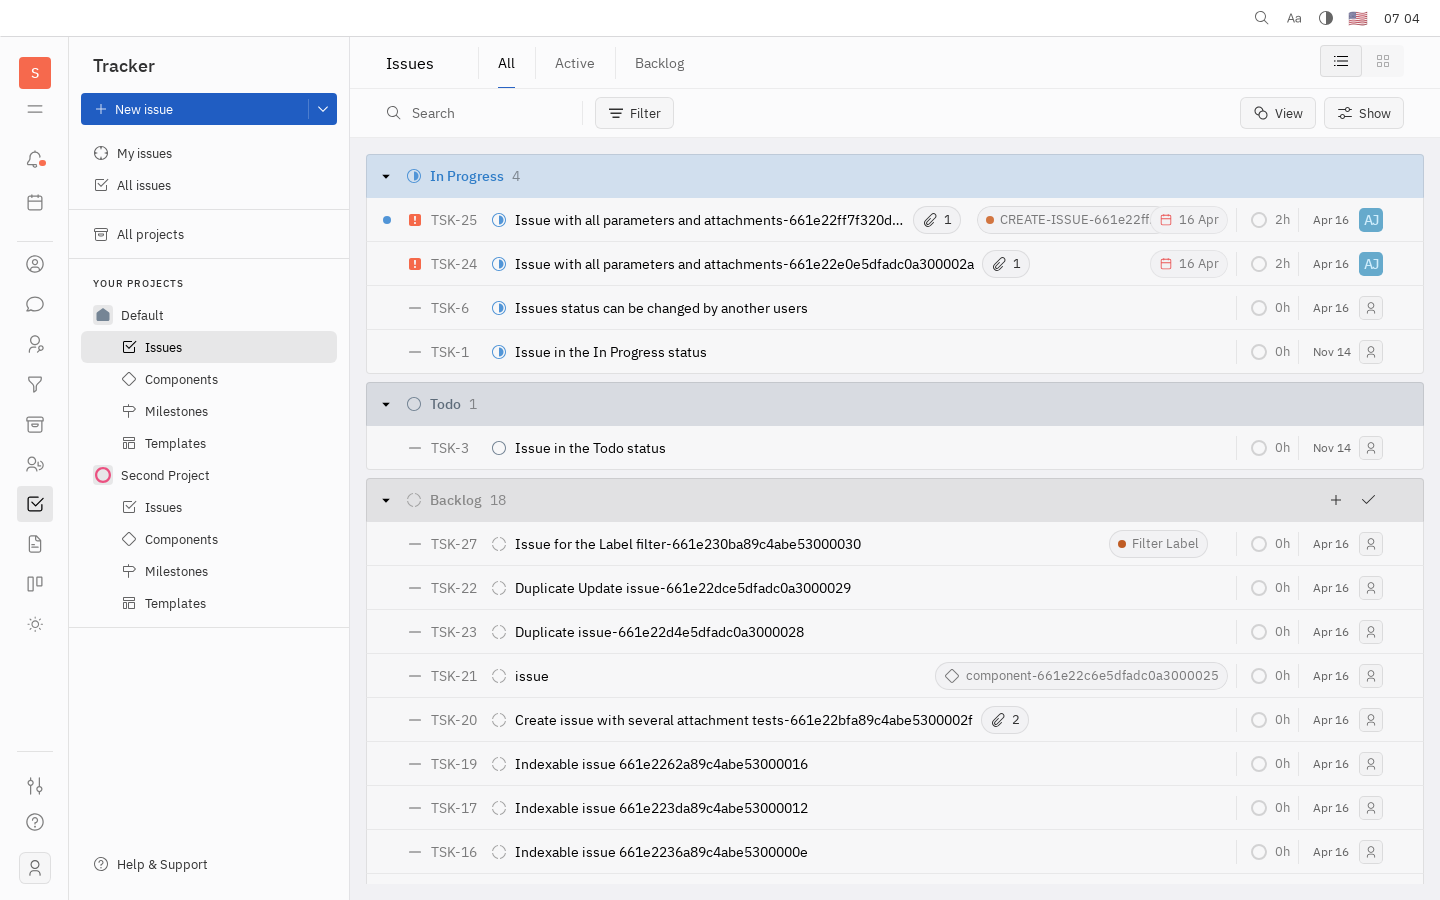 Aa
07 04
S
Tracker
New issue
My issues
All issues
All projects
YOUR PROJECTS
Default
Issues
Components
Milestones
Templates
Second Project
Issues
Components
Milestones
Templates
Help & Support
Issues All Active Backlog
Search Filter View Show
In Progress 4
TSK-25 Issue with all parameters and attachments-661e22ff7f320d... 1 CREATE-ISSUE-661e22ff 16 Apr 2h Apr 16 AJ
TSK-24 Issue with all parameters and attachments-661e22e0e5dfadc0a300002a 1 16 Apr 2h Apr 16 AJ
TSK-6 Issues status can be changed by another users 0h Apr 16
TSK-1 Issue in the In Progress status 0h Nov 14
Todo 1
TSK-3 Issue in the Todo status 0h Nov 14
Backlog 18
TSK-27 Issue for the Label filter-661e230ba89c4abe53000030 Filter Label 0h Apr 16
TSK-22 Duplicate Update issue-661e22dce5dfadc0a3000029 0h Apr 16
TSK-23 Duplicate issue-661e22d4e5dfadc0a3000028 0h Apr 16
TSK-21 issue component-661e22c6e5dfadc0a3000025 0h Apr 16
TSK-20 Create issue with several attachment tests-661e22bfa89c4abe5300002f 2 0h Apr 16
TSK-19 Indexable issue 661e2262a89c4abe53000016 0h Apr 16
TSK-17 Indexable issue 661e223da89c4abe53000012 0h Apr 16
TSK-16 Indexable issue 661e2236a89c4abe5300000e 0h Apr 16